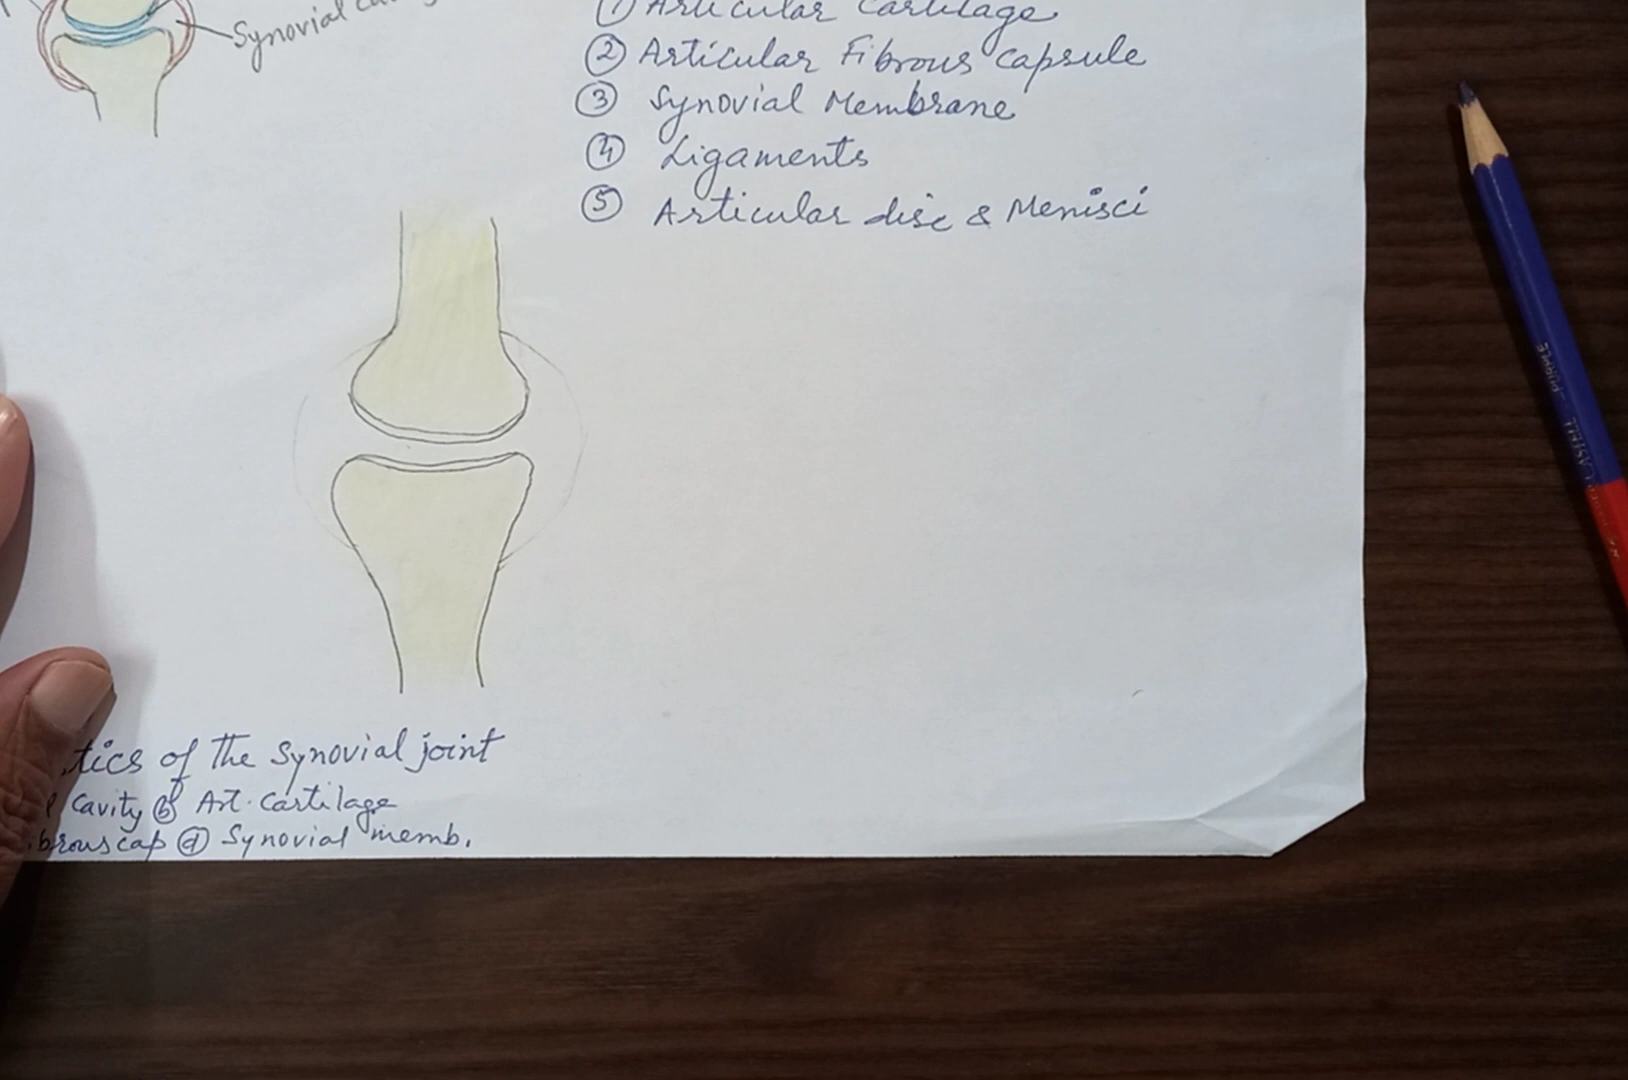 Synovial
① Articular Cartilage
② Articular Fibrous capsule
③ Synovial Membrane
④ Ligaments
⑤ Articular disc & Menisci
PURPLE
tics of the Synovial joint
Cavity ⓑ Art. Cartilage
brous cap ⓓ Synovial memb.